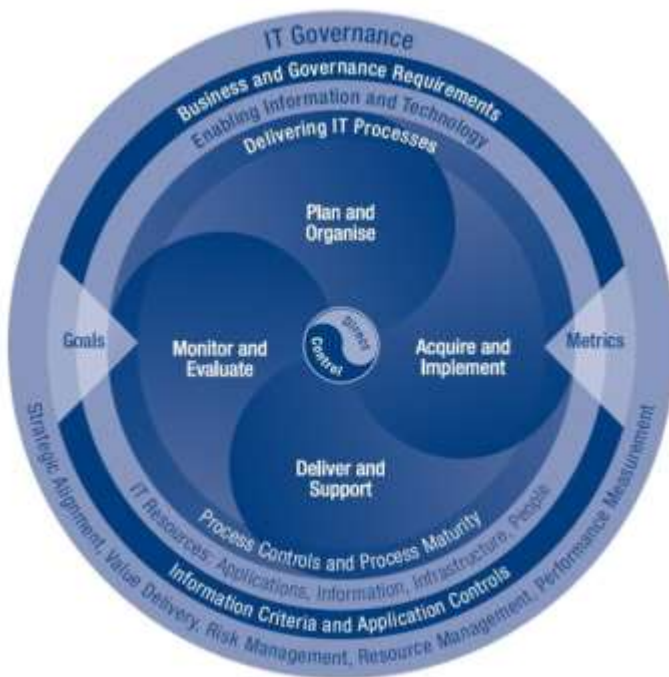 IT Governance
Business and Governance Requirements
Enabling Information and Technology
Delivering IT Processes
Plan and
Organise
Goals
Monitor and
Evaluate
Control
Acquire and
Implement
Metrics
Deliver and
Support
Process Controls and Process Maturity
IT Resources: Applications, Information, Infrastructure, People
Information Criteria and Application Controls
Strategic Alignment, Value Delivery, Risk Management, Resource Management, Performance Measurement